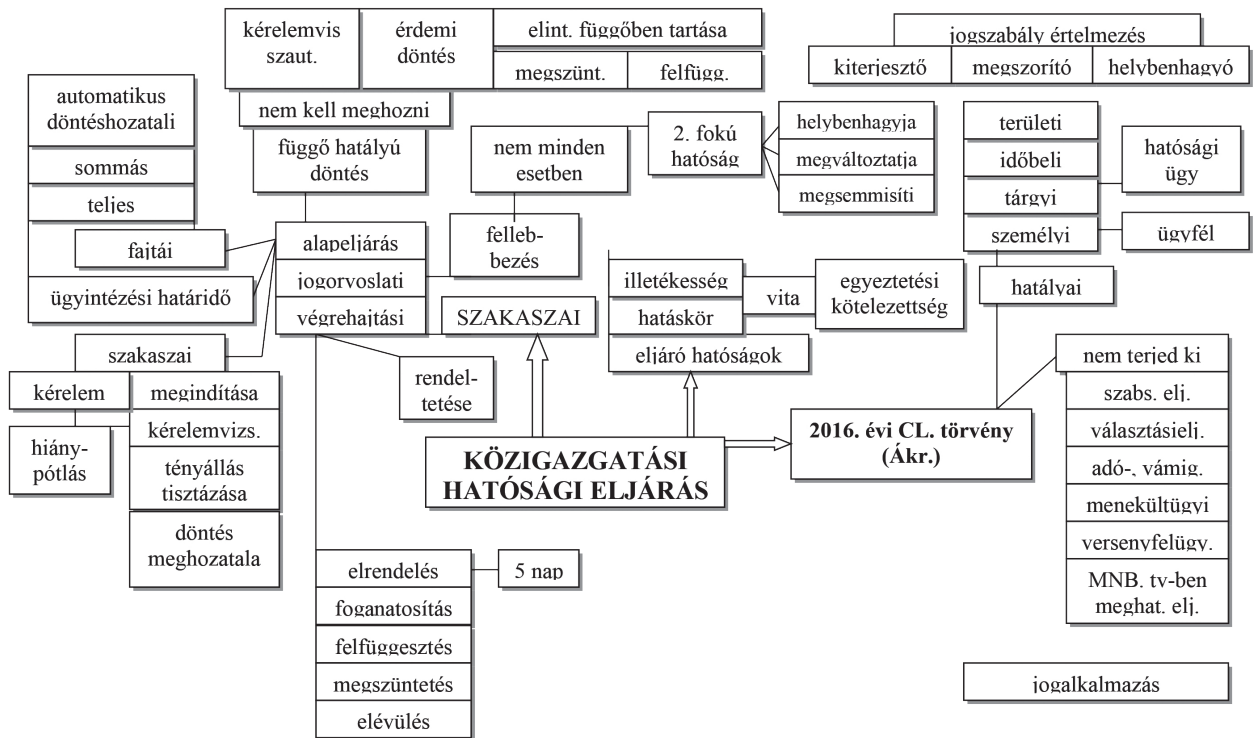 kérelemvis
szaut.
érdemi
döntés
elint. függőben tartása
megszünt.
felfügg.
nem kell meghozni
függő hatályú
döntés
jogszabály értelmezés
kiterjesztő
megszorító
helybenhagyó
automatikus
döntéshozatali
sommás
teljes
fajtái
ügyintézési határidő
szakaszai
kérelem
megindítása
hiány-
pótlás
kérelemvizs.
tényállás
tisztázása
döntés
meghozatala
alapeljárás
jogorvoslati
végrehajtási
nem minden
esetben
felleb-
bezés
SZAKASZAI
rendel-
tetése
2. fokú
hatóság
helybenhagyja
megváltoztatja
megsemmisíti
illetékesség
hatáskör
eljáró hatóságok
vita
egyeztetési
kötelezettség
területi
időbeli
tárgyi
személyi
hatósági
ügy
ügyfél
hatályai
nem terjed ki
szabs. elj.
választásielj.
adó-, vámig.
menekültügyi
versenyfelügy.
MNB. tv-ben
meghat. elj.
2016. évi CL. törvény
(Ákr.)
KÖZIGAZGATÁSI
HATÓSÁGI ELJÁRÁS
elrendelés
5 nap
foganatosítás
felfüggesztés
megszüntetés
elévülés
jogalkalmazás